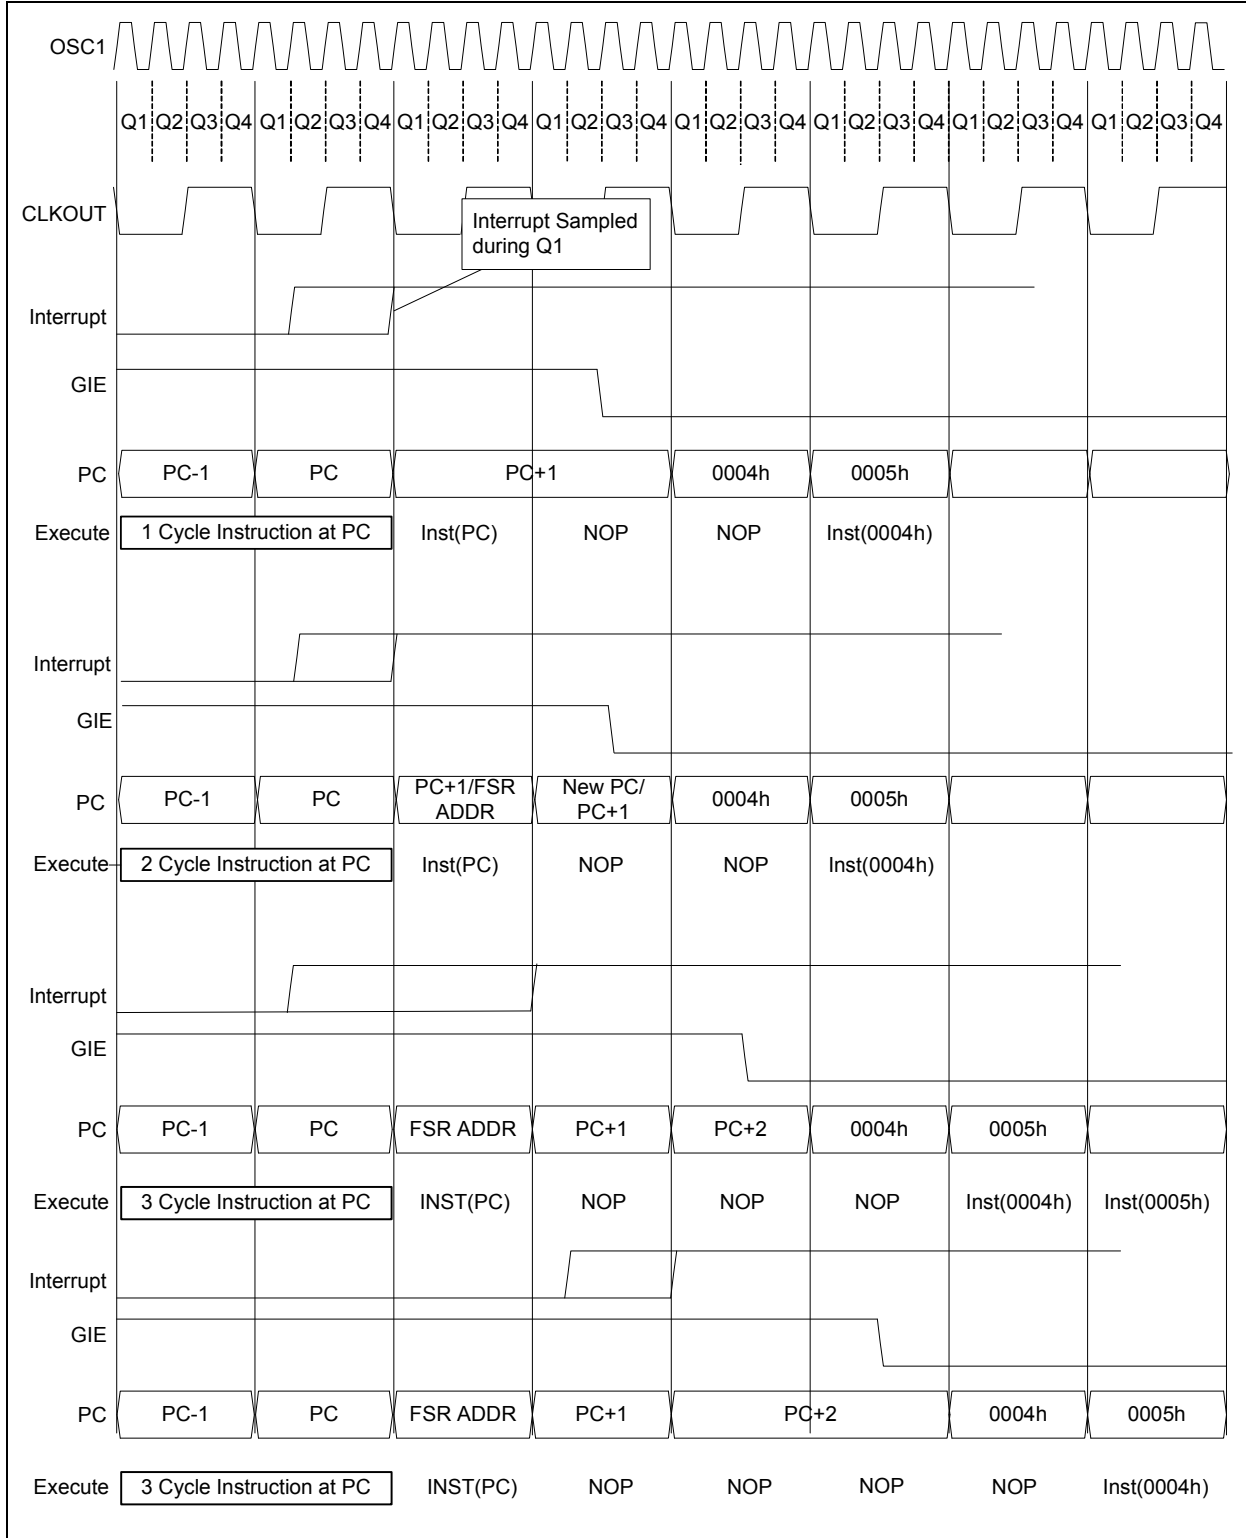 OSC1
Q1 Q2 Q3 Q4 Q1 Q2 Q3 Q4 Q1 Q2 Q3 Q4 Q1 Q2 Q3 Q4 Q1 Q2 Q3 Q4 Q1 Q2 Q3 Q4 Q1 Q2 Q3 Q4 Q1 Q2 Q3 Q4
CLKOUT
Interrupt Sampled
during Q1
Interrupt
GIE
PC PC-1 PC PC+1 0004h 0005h
Execute 1 Cycle Instruction at PC Inst(PC) NOP NOP Inst(0004h)
Interrupt
GIE
PC PC-1 PC PC+1/FSR ADDR New PC/ PC+1 0004h 0005h
Execute 2 Cycle Instruction at PC Inst(PC) NOP NOP Inst(0004h)
Interrupt
GIE
PC PC-1 PC FSR ADDR PC+1 PC+2 0004h 0005h
Execute 3 Cycle Instruction at PC INST(PC) NOP NOP NOP Inst(0004h) Inst(0005h)
Interrupt
GIE
PC PC-1 PC FSR ADDR PC+1 PC+2 0004h 0005h
Execute 3 Cycle Instruction at PC INST(PC) NOP NOP NOP NOP Inst(0004h)